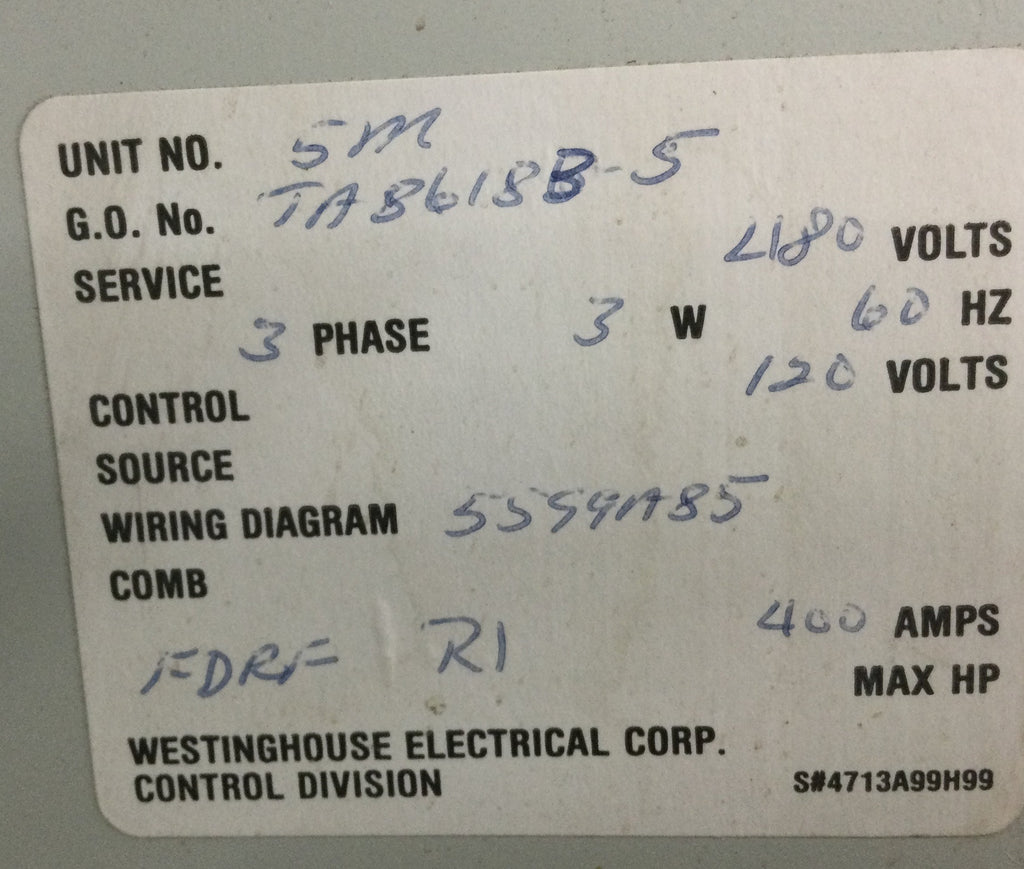 UNIT NO. 5M
G.O. No. TA8618B-5
SERVICE 480 VOLTS
3 PHASE 3 W 60 HZ
CONTROL 120 VOLTS
SOURCE
WIRING DIAGRAM 5559A85
COMB
FDRF R1 400 AMPS
MAX HP
WESTINGHOUSE ELECTRICAL CORP.
CONTROL DIVISION S#4713A99H99